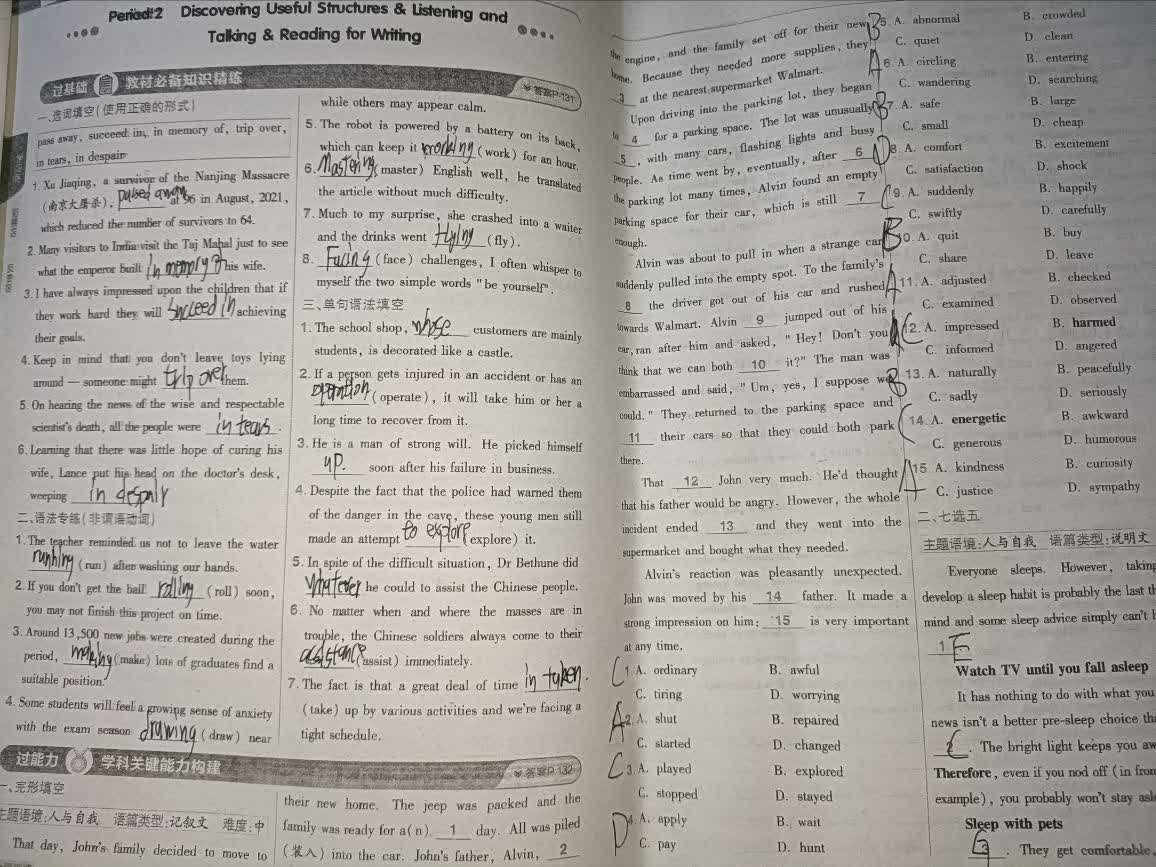 Period 2 Discovering Useful Structures & Listening and
Talking & Reading for Writing
过基础 教材必备知识精练
答案P.131
一、选词填空(使用正确的形式)
pass away, succeed in, in memory of, trip over,
in tears, in despair
1. Xu Jiaqing, a survivor of the Nanjing Massacre
(南京大屠杀), passed away at 96 in August, 2021,
which reduced the number of survivors to 64.
2. Many visitors to India visit the Taj Mahal just to see
what the emperor built in memory of his wife.
3. I have always impressed upon the children that if
they work hard they will succeed in achieving
their goals.
4. Keep in mind that you don't leave toys lying
around — someone might trip over them.
5. On hearing the news of the wise and respectable
scientist's death, all the people were in tears.
6. Learning that there was little hope of curing his
wife, Lance put his head on the doctor's desk,
weeping in despair
二、语法专练(非谓语动词)
1. The teacher reminded us not to leave the water
running (run) after washing our hands.
2. If you don't get the ball rolling (roll) soon,
you may not finish this project on time.
3. Around 13,500 new jobs were created during the
period, making (make) lots of graduates find a
suitable position.
4. Some students will feel a growing sense of anxiety
with the exam season drawing (draw) near
while others may appear calm.
5. The robot is powered by a battery on its back,
which can keep it working (work) for an hour.
6. Mastering (master) English well, he translated
the article without much difficulty.
7. Much to my surprise, she crashed into a waiter
and the drinks went flying (fly).
8. Facing (face) challenges, I often whisper to
myself the two simple words "be yourself".
三、单句语法填空
1. The school shop, whose customers are mainly
students, is decorated like a castle.
2. If a person gets injured in an accident or has an
operation (operate), it will take him or her a
long time to recover from it.
3. He is a man of strong will. He picked himself
up. soon after his failure in business.
4. Despite the fact that the police had warned them
of the danger in the cave, these young men still
made an attempt to explore (explore) it.
5. In spite of the difficult situation, Dr Bethune did
whatever he could to assist the Chinese people.
6. No matter when and where the masses are in
trouble, the Chinese soldiers always come to their
assistance (assist) immediately.
7. The fact is that a great deal of time in taken.
(take) up by various activities and we're facing a
tight schedule.
过能力 学科关键能力构建
答案P.132
一、完形填空
主题语境:人与自我 语篇类型:记叙文 难度:中
That day, John's family decided to move to
their new home. The jeep was packed and the
family was ready for a(n) 1 day. All was piled
(装入) into the car. John's father, Alvin, 2
the engine, and the family set off for their new
home. Because they needed more supplies, they
3 at the nearest supermarket Walmart.
Upon driving into the parking lot, they began
to 4 for a parking space. The lot was unusually
5, with many cars, flashing lights and busy
people. As time went by, eventually, after 6
the parking lot many times, Alvin found an empty
parking space for their car, which is still 7
enough.
Alvin was about to pull in when a strange car
suddenly pulled into the empty spot. To the family's
8 the driver got out of his car and rushed
towards Walmart. Alvin 9 jumped out of his
car, ran after him and asked, "Hey! Don't you
think that we can both 10 it?" The man was
embarrassed and said, "Um, yes, I suppose we
could." They returned to the parking space and
11 their cars so that they could both park
there.
That 12 John very much. He'd thought
that his father would be angry. However, the whole
incident ended 13 and they went into the
supermarket and bought what they needed.
Alvin's reaction was pleasantly unexpected.
John was moved by his 14 father. It made a
strong impression on him: 15 is very important
at any time.
C 1. A. ordinary B. awful
C. tiring D. worrying
A 2. A. shut B. repaired
C. started D. changed
C 3. A. played B. explored
C. stopped D. stayed
D 4. A. apply B. wait
C. pay D. hunt
B 5. A. abnormal B. crowded
C. quiet D. clean
A 6. A. circling B. entering
C. wandering D. searching
B 7. A. safe B. large
C. small D. cheap
D 8. A. comfort B. excitement
C. satisfaction D. shock
C 9. A. suddenly B. happily
C. swiftly D. carefully
B 10. A. quit B. buy
C. share D. leave
A 11. A. adjusted B. checked
C. examined D. observed
C 12. A. impressed B. harmed
C. informed D. angered
B 13. A. naturally B. peacefully
C. sadly D. seriously
C 14. A. energetic B. awkward
C. generous D. humorous
A 15. A. kindness B. curiosity
C. justice D. sympathy
二、七选五
主题语境:人与自我 语篇类型:说明文
Everyone sleeps. However, taking
develop a sleep habit is probably the last th
mind and some sleep advice simply can't b
1 E
Watch TV until you fall asleep
It has nothing to do with what you
news isn't a better pre-sleep choice tha
2. The bright light keeps you aw
Therefore, even if you nod off (in fron
example), you probably won't stay asle
Sleep with pets
. They get comfortable,